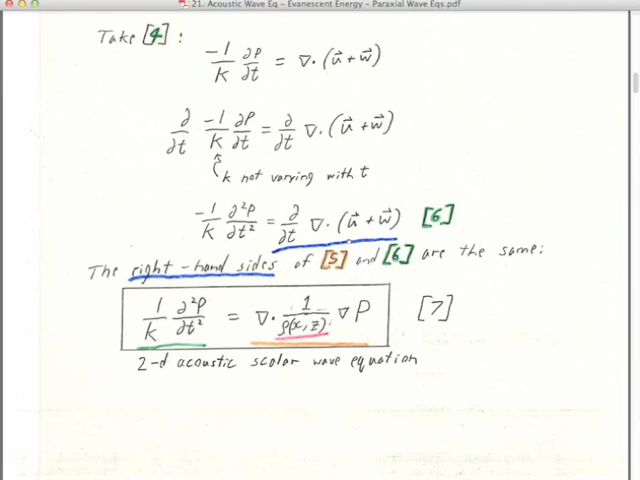 21. Acoustic Wave Eq – Evanescent Energy – Paraxial Wave Eqs.pdf
Take [4]:
-1/K ∂P/∂t = ∇·(u⃗+w⃗)
∂/∂t -1/K ∂P/∂t = ∂/∂t ∇·(u⃗+w⃗)
K not varying with t
-1/K ∂²P/∂t² = ∂/∂t ∇·(u⃗+w⃗) [6]
The right-hand sides of [5] and [6] are the same:
1/K ∂²P/∂t² = ∇· 1/ρ(x,z) ∇P [7]
2-d acoustic scalar wave equation